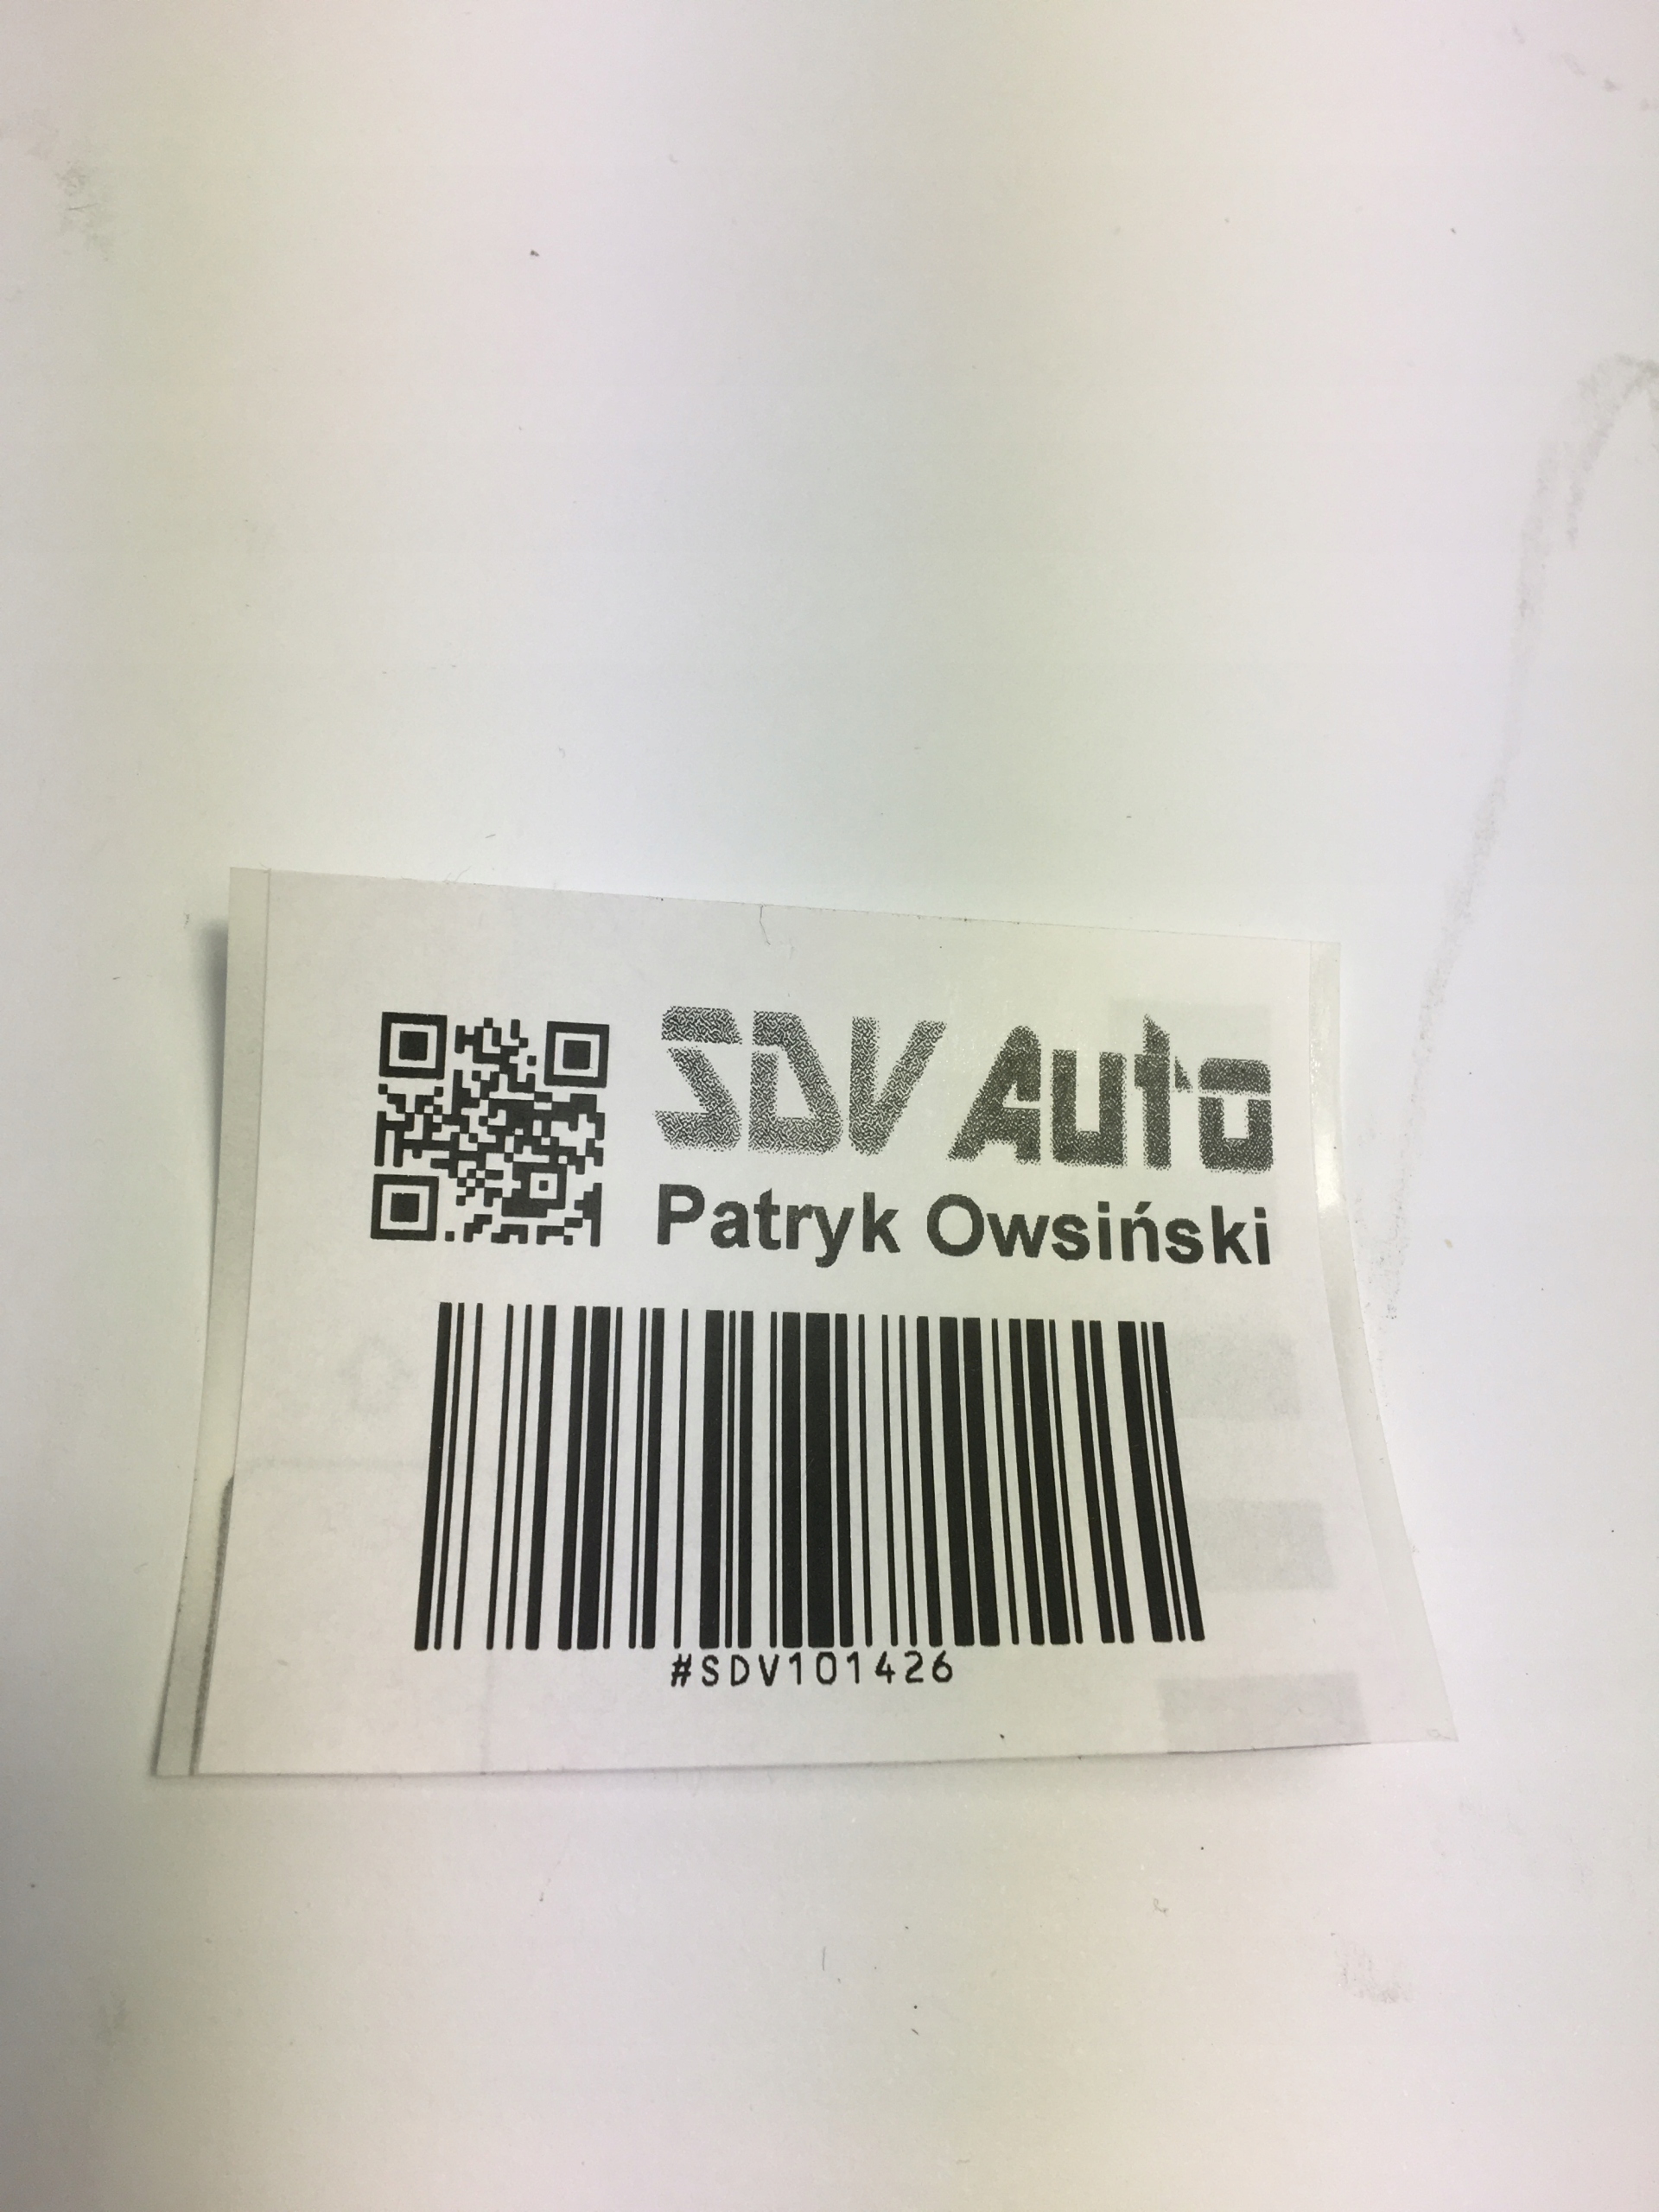 SDV Auto
Patryk Owsiński
#SDV101426